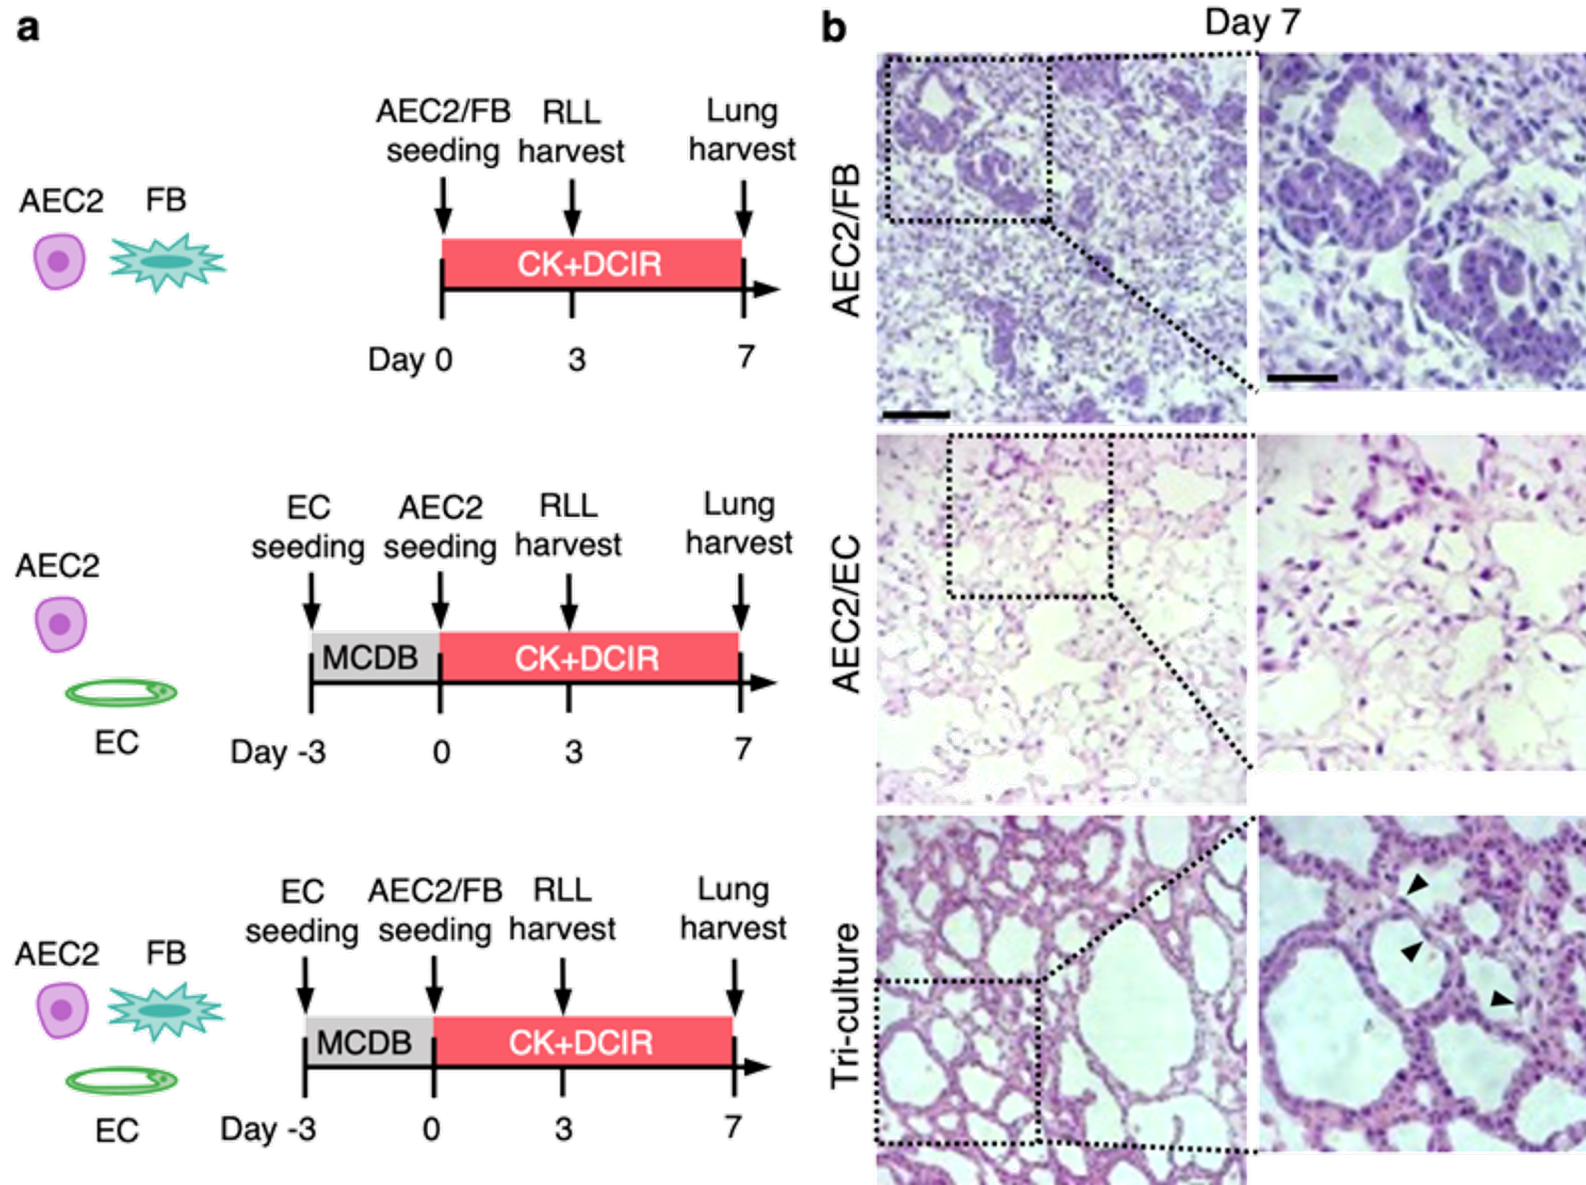 a
AEC2/FB seeding
RLL harvest
Lung harvest
AEC2
FB
CK+DCIR
Day 0
3
7
EC seeding
AEC2 seeding
RLL harvest
Lung harvest
AEC2
EC
MCDB
CK+DCIR
Day -3
0
3
7
EC seeding
AEC2/FB seeding
RLL harvest
Lung harvest
AEC2
FB
EC
MCDB
CK+DCIR
Day -3
0
3
7
b
Day 7
AEC2/FB
AEC2/EC
Tri-culture